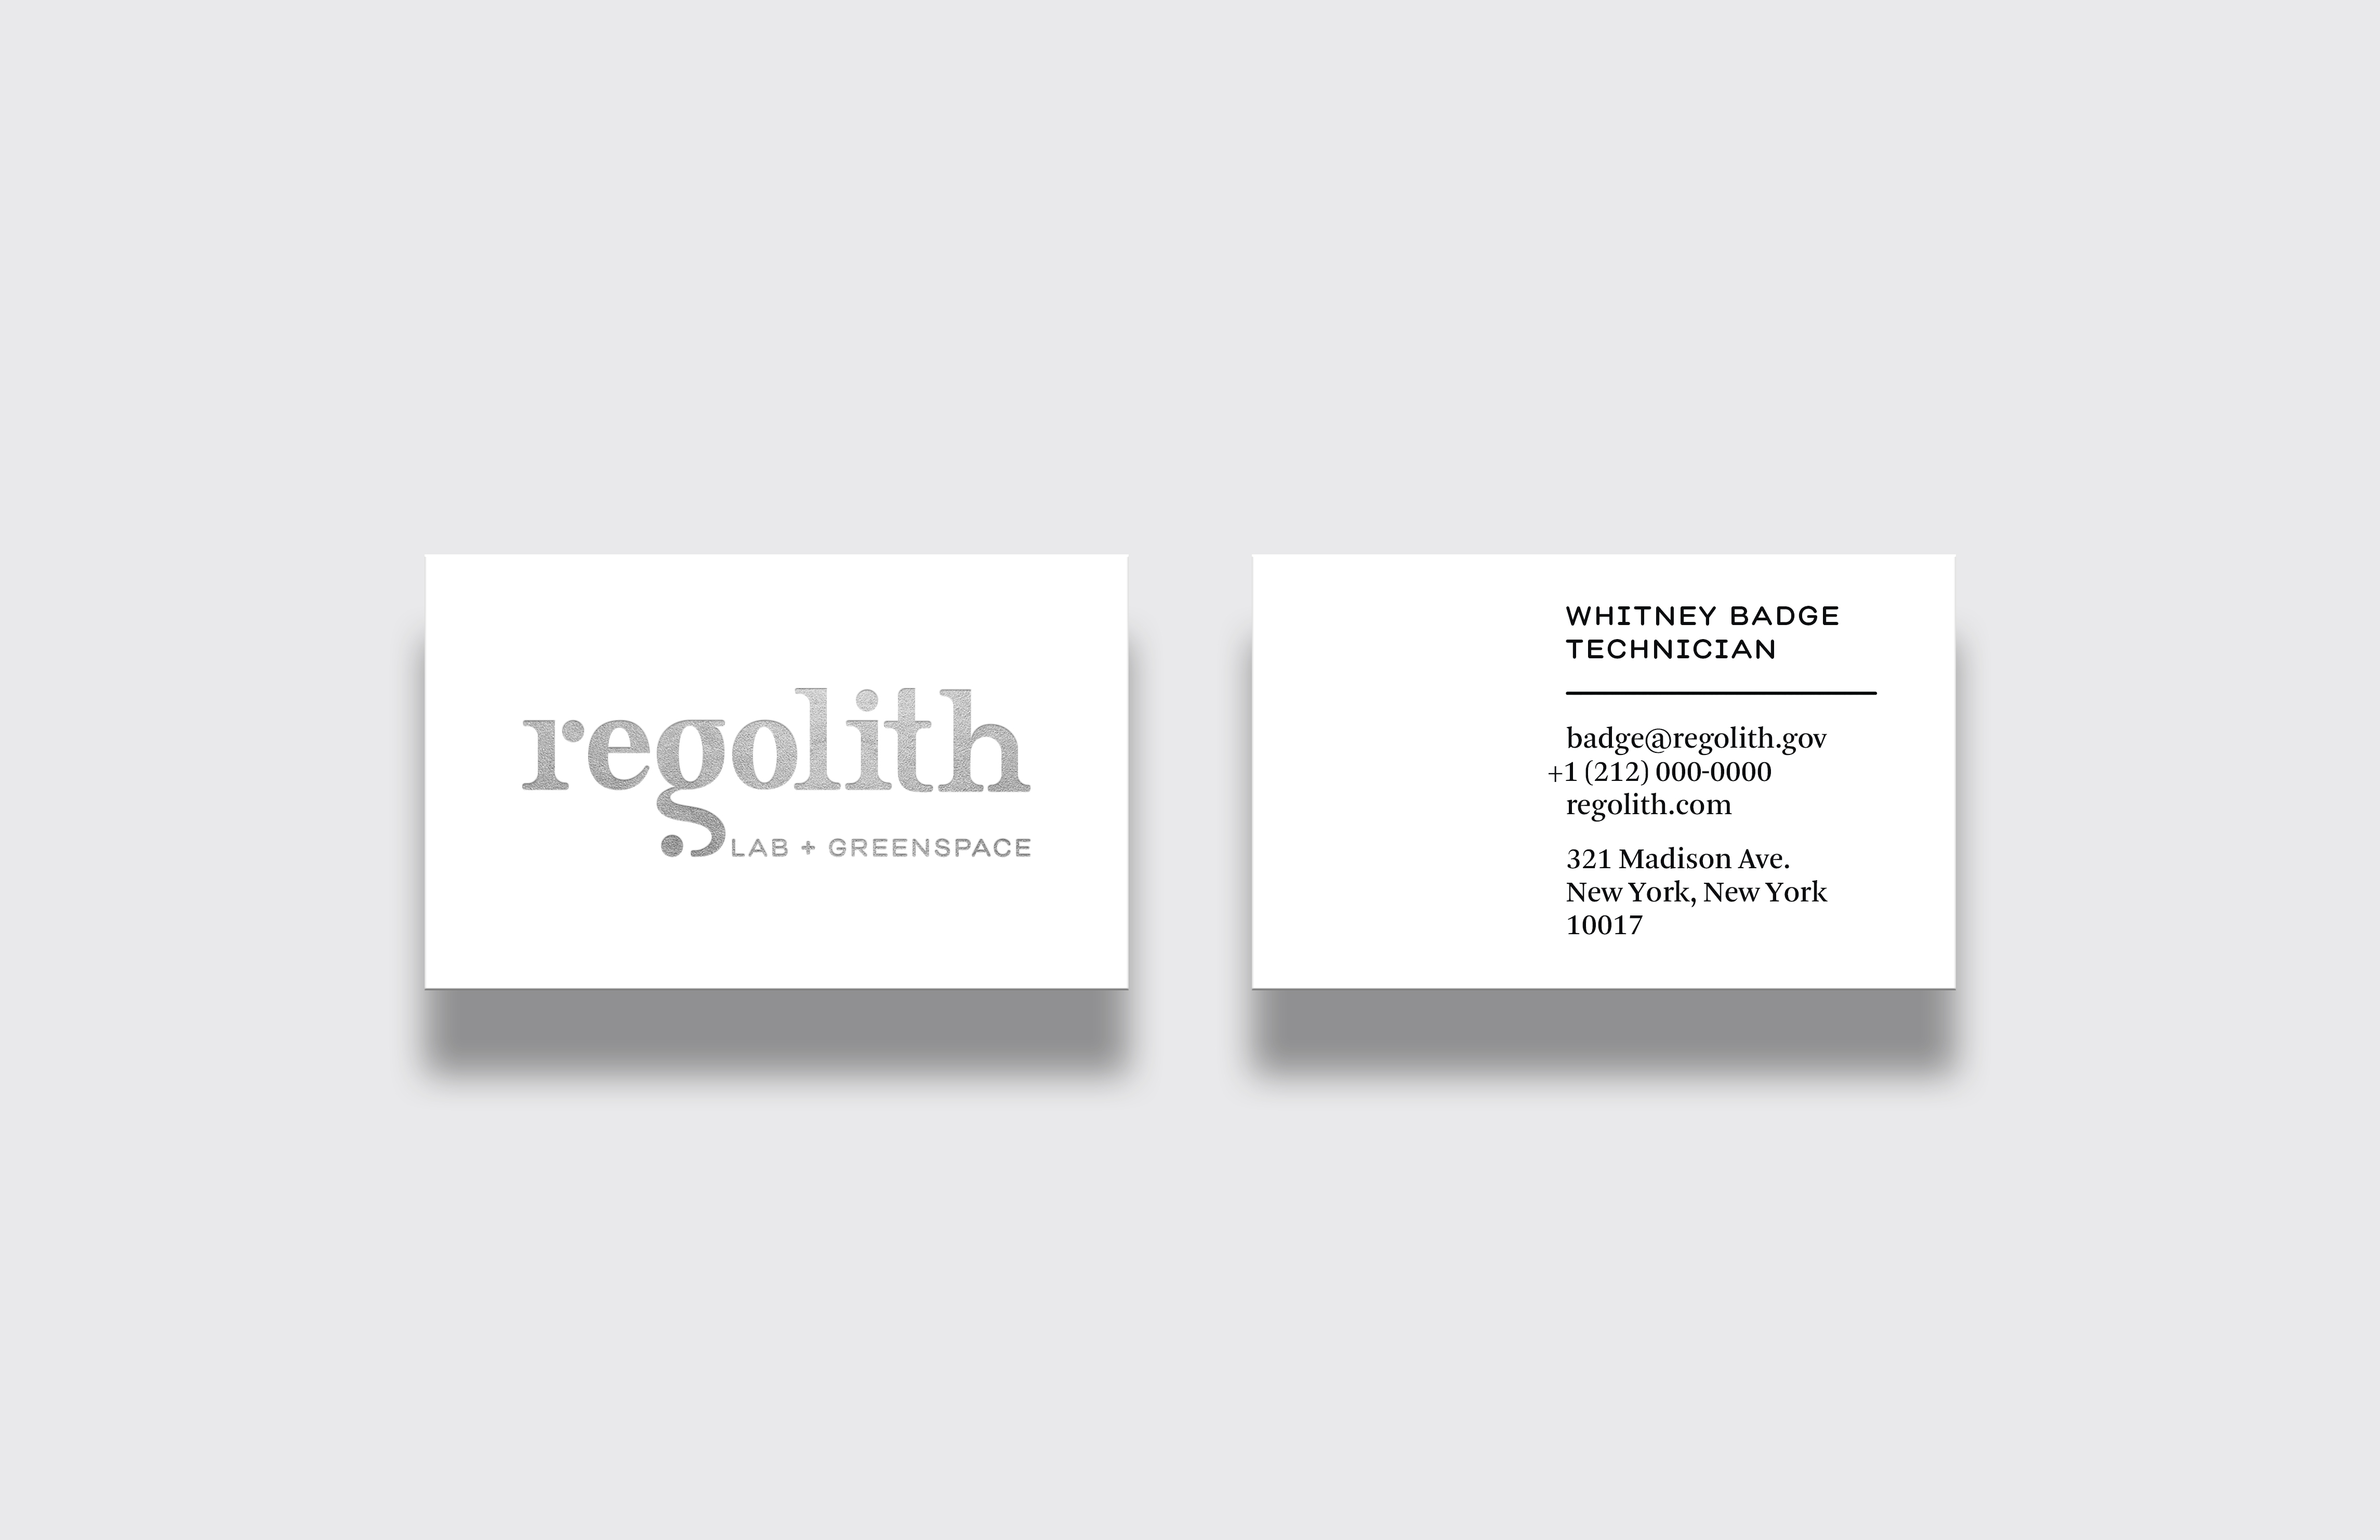 regolith
LAB + GREENSPACE
WHITNEY BADGE
TECHNICIAN
badge@regolith.gov
+1 (212) 000-0000
regolith.com
321 Madison Ave.
New York, New York
10017